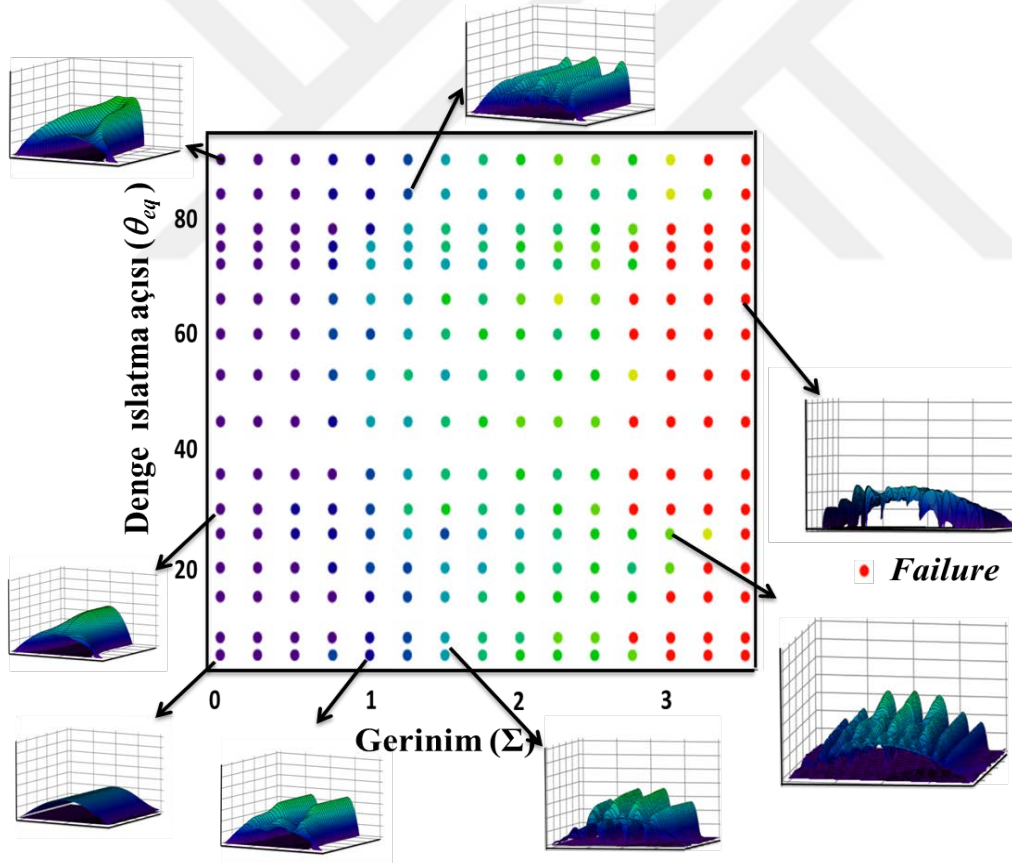 Denge ıslatma açısı (θeq)
80
60
40
20
0 1 2 3
Gerinim (Σ)
Failure